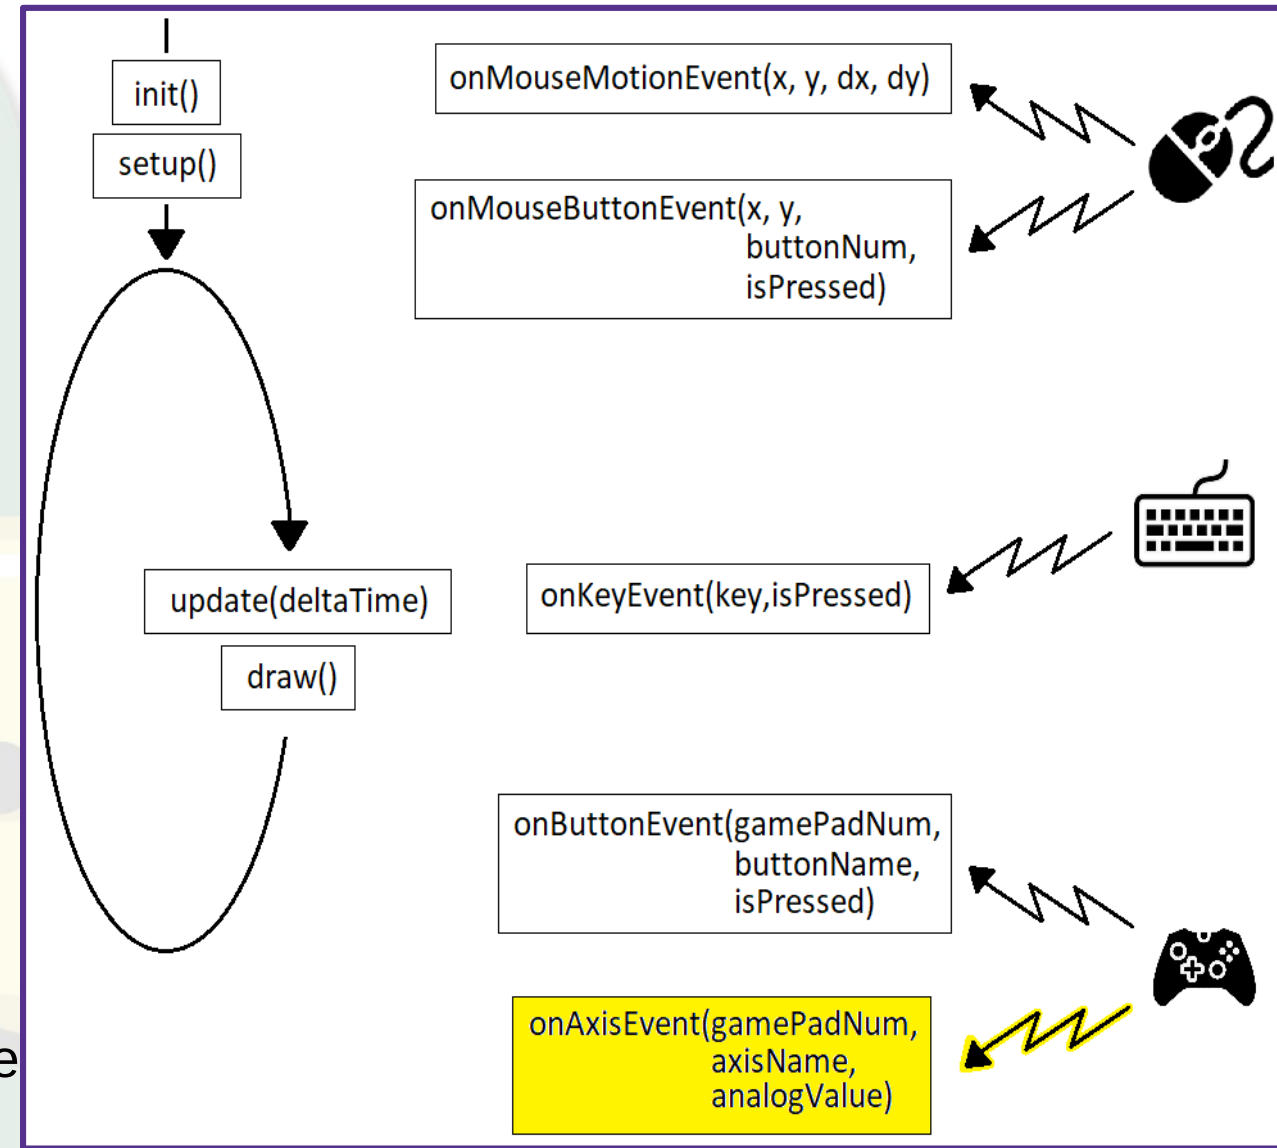 init()
setup()
onMouseMotionEvent(x, y, dx, dy)
onMouseButtonEvent(x, y,
buttonNum,
isPressed)
update(deltaTime)
draw()
onKeyEvent(key,isPressed)
onButtonEvent(gamePadNum,
buttonName,
isPressed)
onAxisEvent(gamePadNum,
axisName,
analogValue)
e